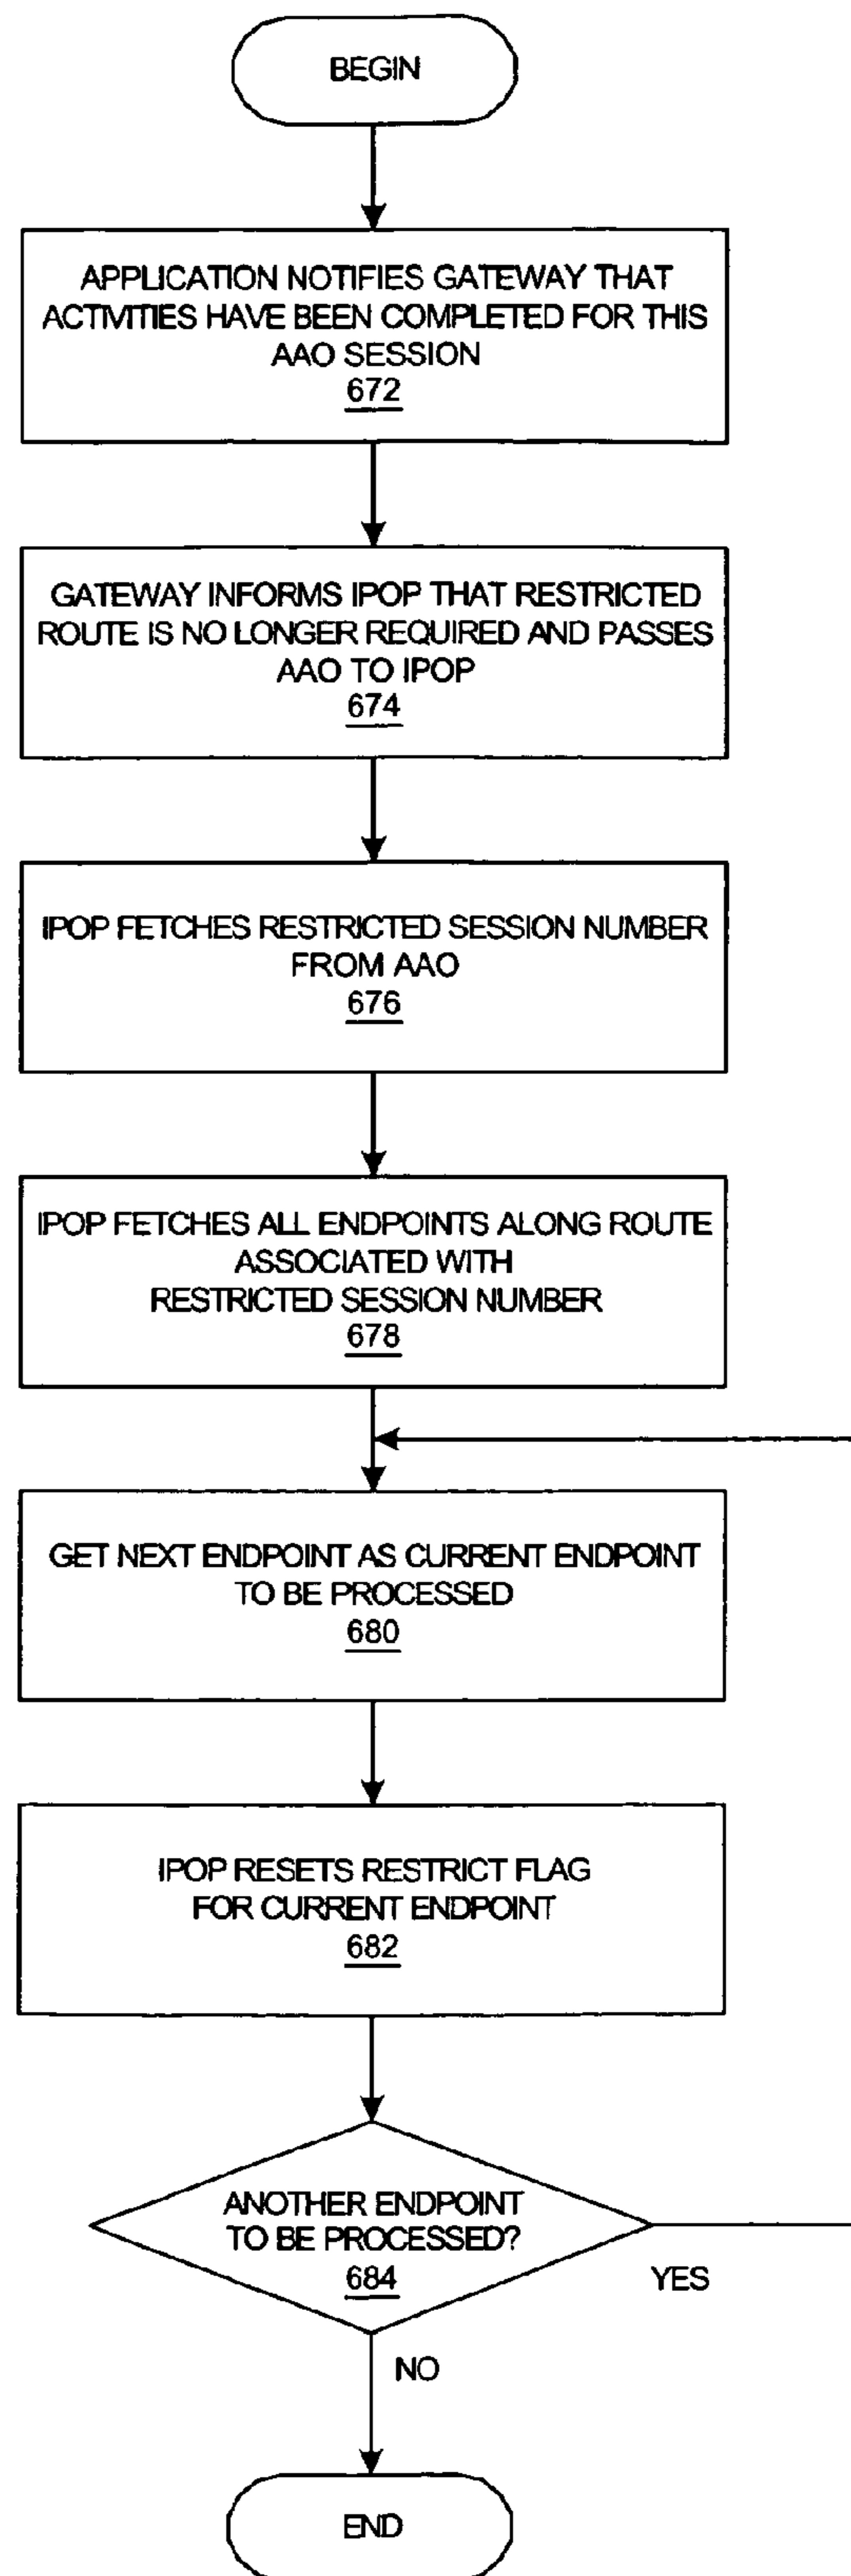 BEGIN
APPLICATION NOTIFIES GATEWAY THAT
ACTIVITIES HAVE BEEN COMPLETED FOR THIS
AAO SESSION
672
GATEWAY INFORMS IPOP THAT RESTRICTED
ROUTE IS NO LONGER REQUIRED AND PASSES
AAO TO IPOP
674
IPOP FETCHES RESTRICTED SESSION NUMBER
FROM AAO
676
IPOP FETCHES ALL ENDPOINTS ALONG ROUTE
ASSOCIATED WITH
RESTRICTED SESSION NUMBER
678
GET NEXT ENDPOINT AS CURRENT ENDPOINT
TO BE PROCESSED
680
IPOP RESETS RESTRICT FLAG
FOR CURRENT ENDPOINT
682
ANOTHER ENDPOINT
TO BE PROCESSED?
684
YES
NO
END